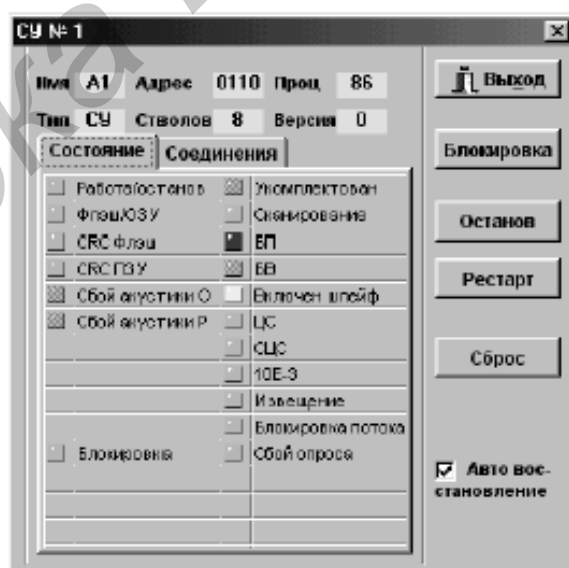 СУ № 1
Имя А1 Адрес 0110 Проц 86
Тип СУ Стволов 8 Версия 0
Состояние Соединения
Работа/останов Укомплектован
Флэш/ОЗУ Сканирование
CRC флэш БП
CRC ПЗУ БВ
Сбой акустики О Включен шлейф
Сбой акустики Р ЦС
СЦС
10Е-3
Извещение
Блокировка потока
Блокировка Сбой опроса
Выход
Блокировка
Останов
Рестарт
Сброс
Авто вос-
становление